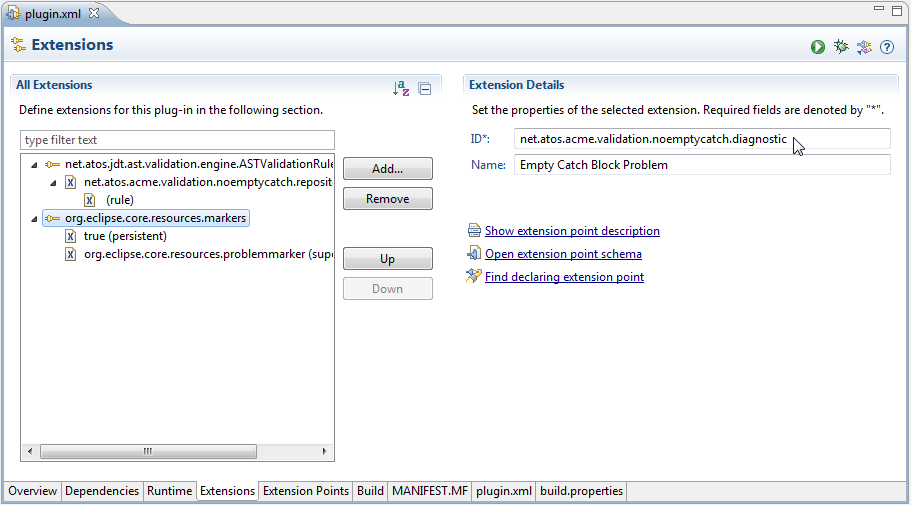 plugin.xml
Extensions
All Extensions
Define extensions for this plug-in in the following section.
type filter text
net.atos.jdt.ast.validation.engine.ASTValidationRule
net.atos.acme.validation.noemptycatch.reposit
(rule)
org.eclipse.core.resources.markers
true (persistent)
org.eclipse.core.resources.problemmarker (supe
Add...
Remove
Up
Down
Extension Details
Set the properties of the selected extension. Required fields are denoted by "*".
ID*: net.atos.acme.validation.noemptycatch.diagnostic
Name: Empty Catch Block Problem
Show extension point description
Open extension point schema
Find declaring extension point
Overview Dependencies Runtime Extensions Extension Points Build MANIFEST.MF plugin.xml build.properties